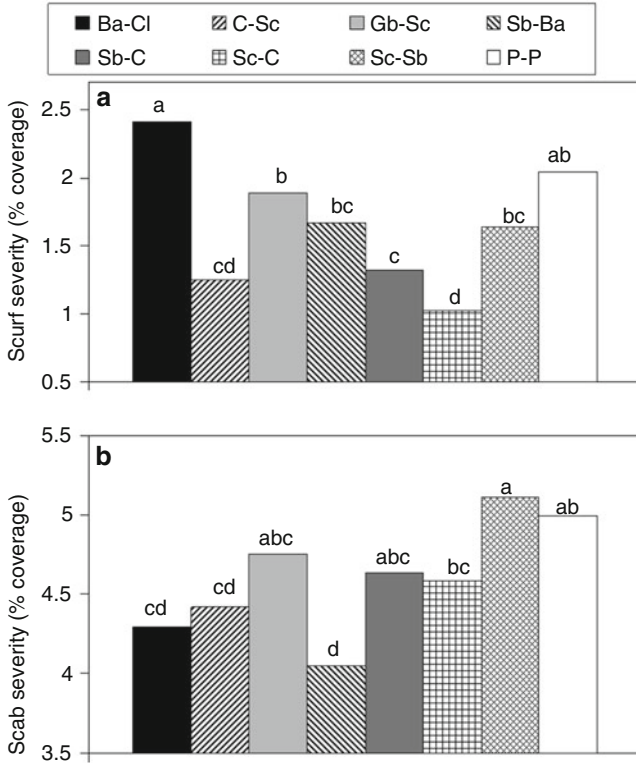 Ba-Cl C-Sc Gb-Sc Sb-Ba
Sb-C Sc-C Sc-Sb P-P
a
Scurf severity (% coverage)
2.5
2
1.5
1
0.5
a
cd
b
bc
c
d
bc
ab
b
Scab severity (% coverage)
5.5
5
4.5
4
3.5
cd
cd
abc
d
abc
bc
a
ab